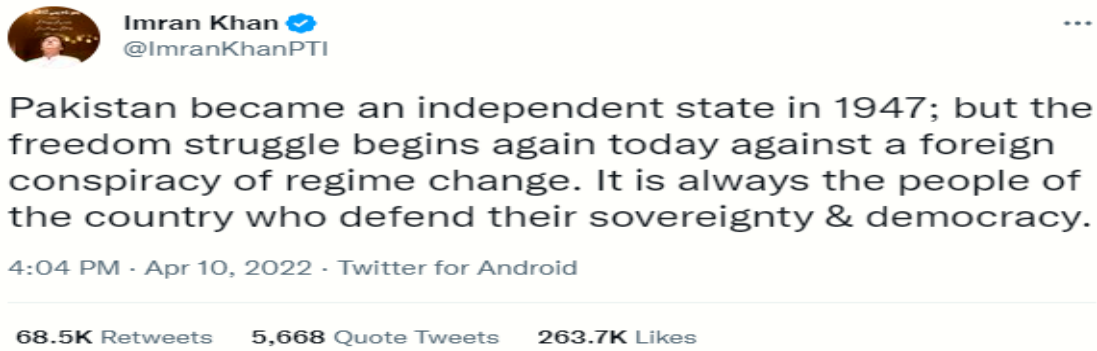 Imran Khan
@ImranKhanPTI
Pakistan became an independent state in 1947; but the
freedom struggle begins again today against a foreign
conspiracy of regime change. It is always the people of
the country who defend their sovereignty & democracy.
4:04 PM · Apr 10, 2022 · Twitter for Android
68.5K Retweets 5,668 Quote Tweets 263.7K Likes